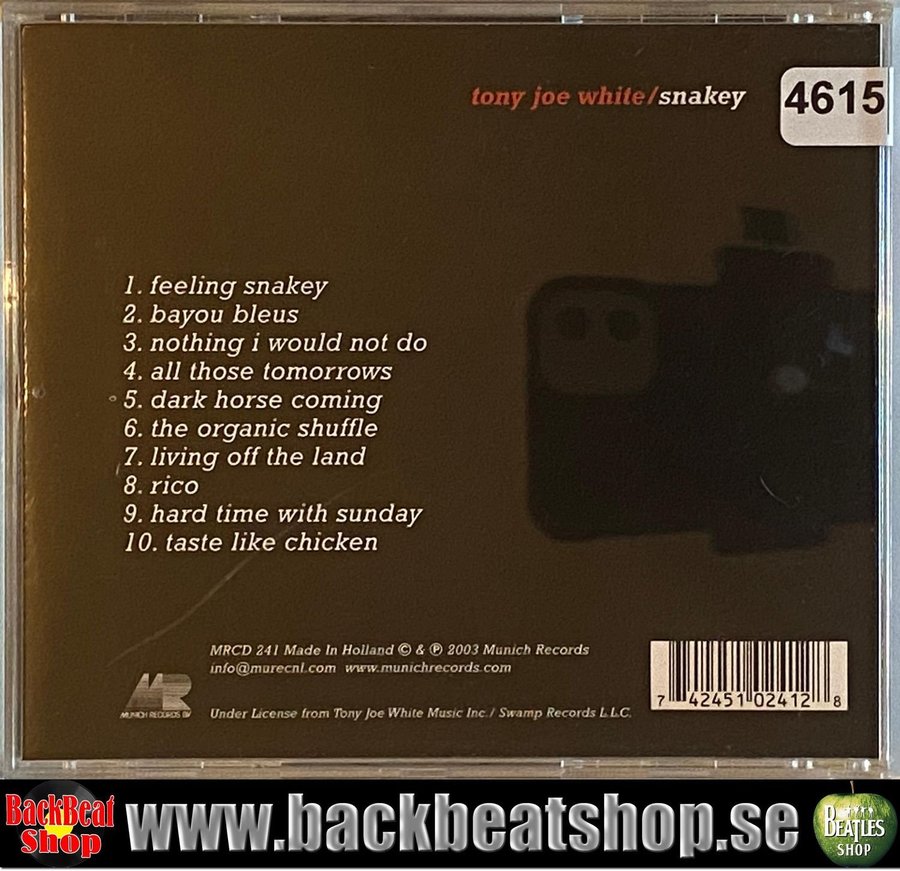 tony joe white/snakey
4615
1. feeling snakey
2. bayou bleus
3. nothing i would not do
4. all those tomorrows
5. dark horse coming
6. the organic shuffle
7. living off the land
8. rico
9. hard time with sunday
10. taste like chicken
MRCD 241 Made In Holland © & ℗ 2003 Munich Records
info@murecnl.com www.munichrecords.com
MR
MUNICH RECORDS BV
Under License from Tony Joe White Music Inc./ Swamp Records L.L.C.
7 42451 02412 8
BackBeat
Shop
www.backbeatshop.se
BEATLES
SHOP